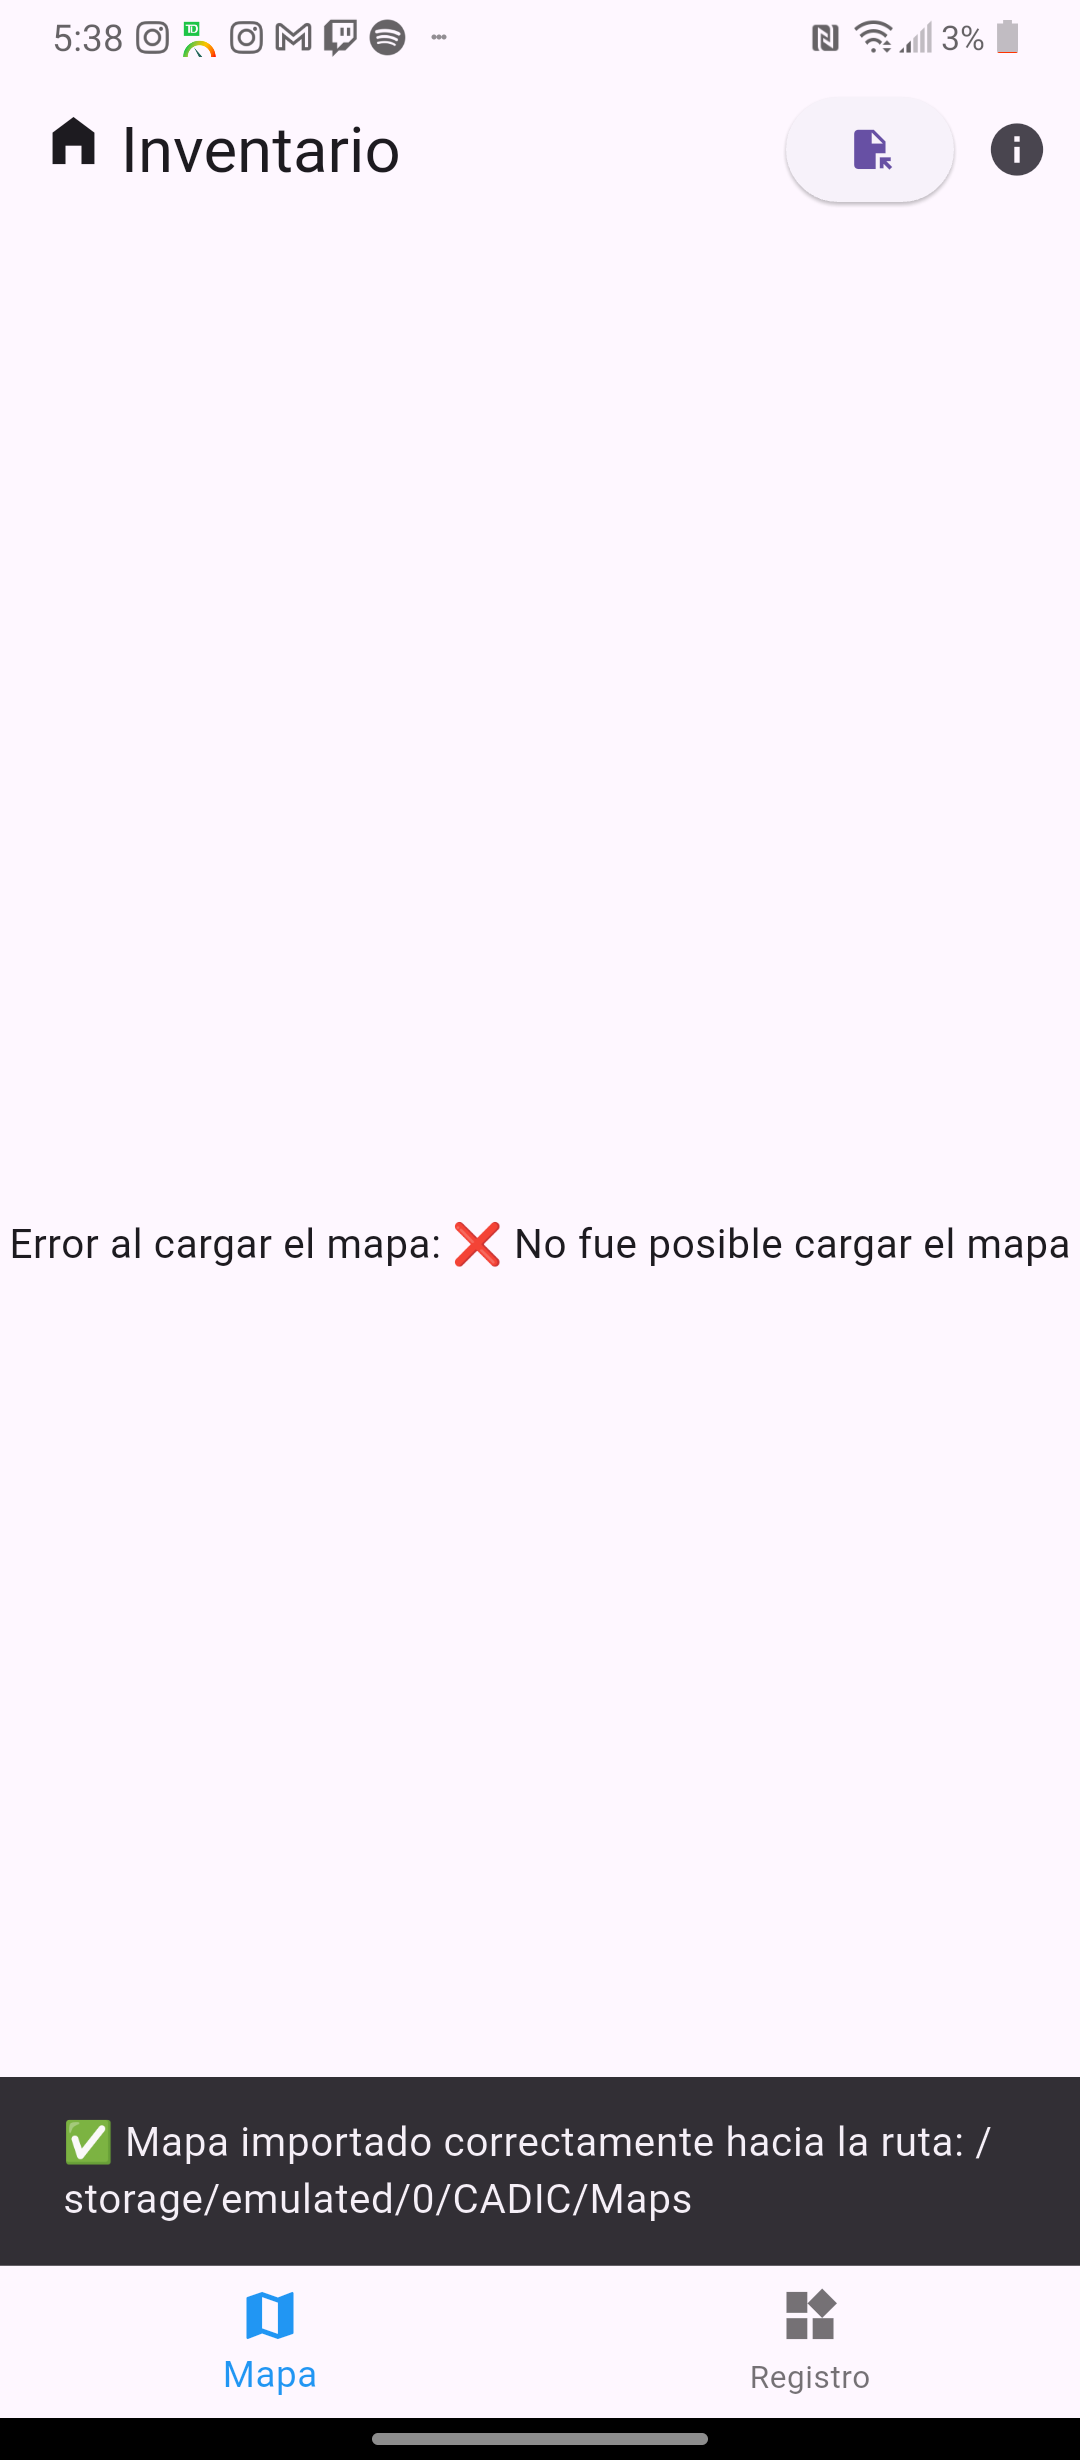 5:38
TD
3%
Inventario
Error al cargar el mapa: ❌ No fue posible cargar el mapa
✅ Mapa importado correctamente hacia la ruta: /
storage/emulated/0/CADIC/Maps
Mapa
Registro